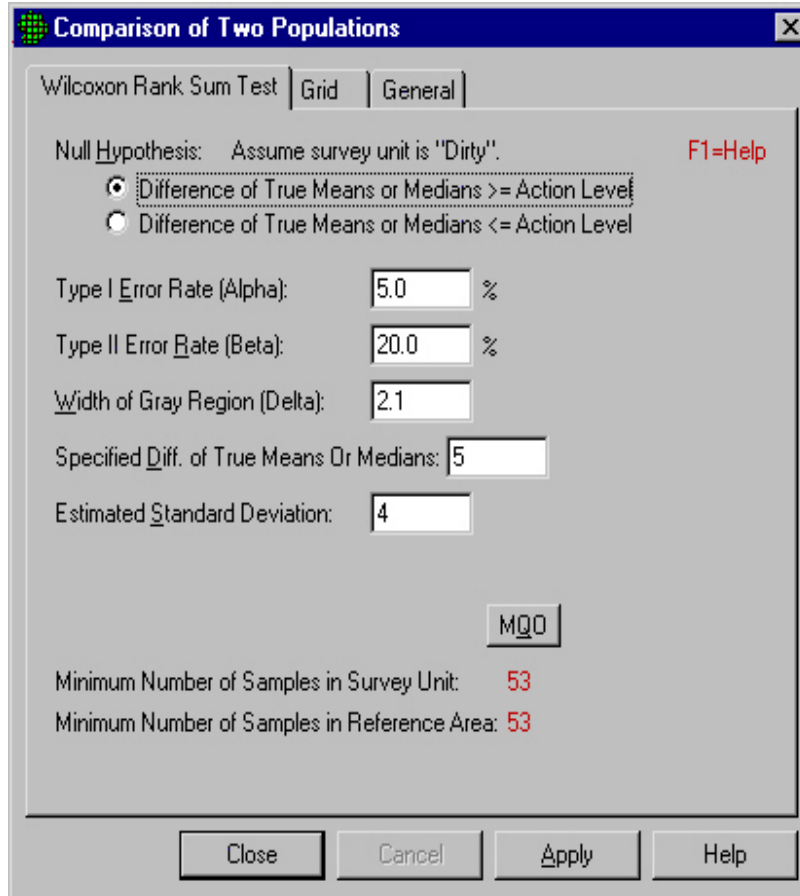 Comparison of Two Populations
Wilcoxon Rank Sum Test Grid General
Null Hypothesis: Assume survey unit is "Dirty". F1=Help
Difference of True Means or Medians >= Action Level
Difference of True Means or Medians <= Action Level
Type I Error Rate (Alpha): 5.0 %
Type II Error Rate (Beta): 20.0 %
Width of Gray Region (Delta): 2.1
Specified Diff. of True Means Or Medians: 5
Estimated Standard Deviation: 4
MQO
Minimum Number of Samples in Survey Unit: 53
Minimum Number of Samples in Reference Area: 53
Close Cancel Apply Help